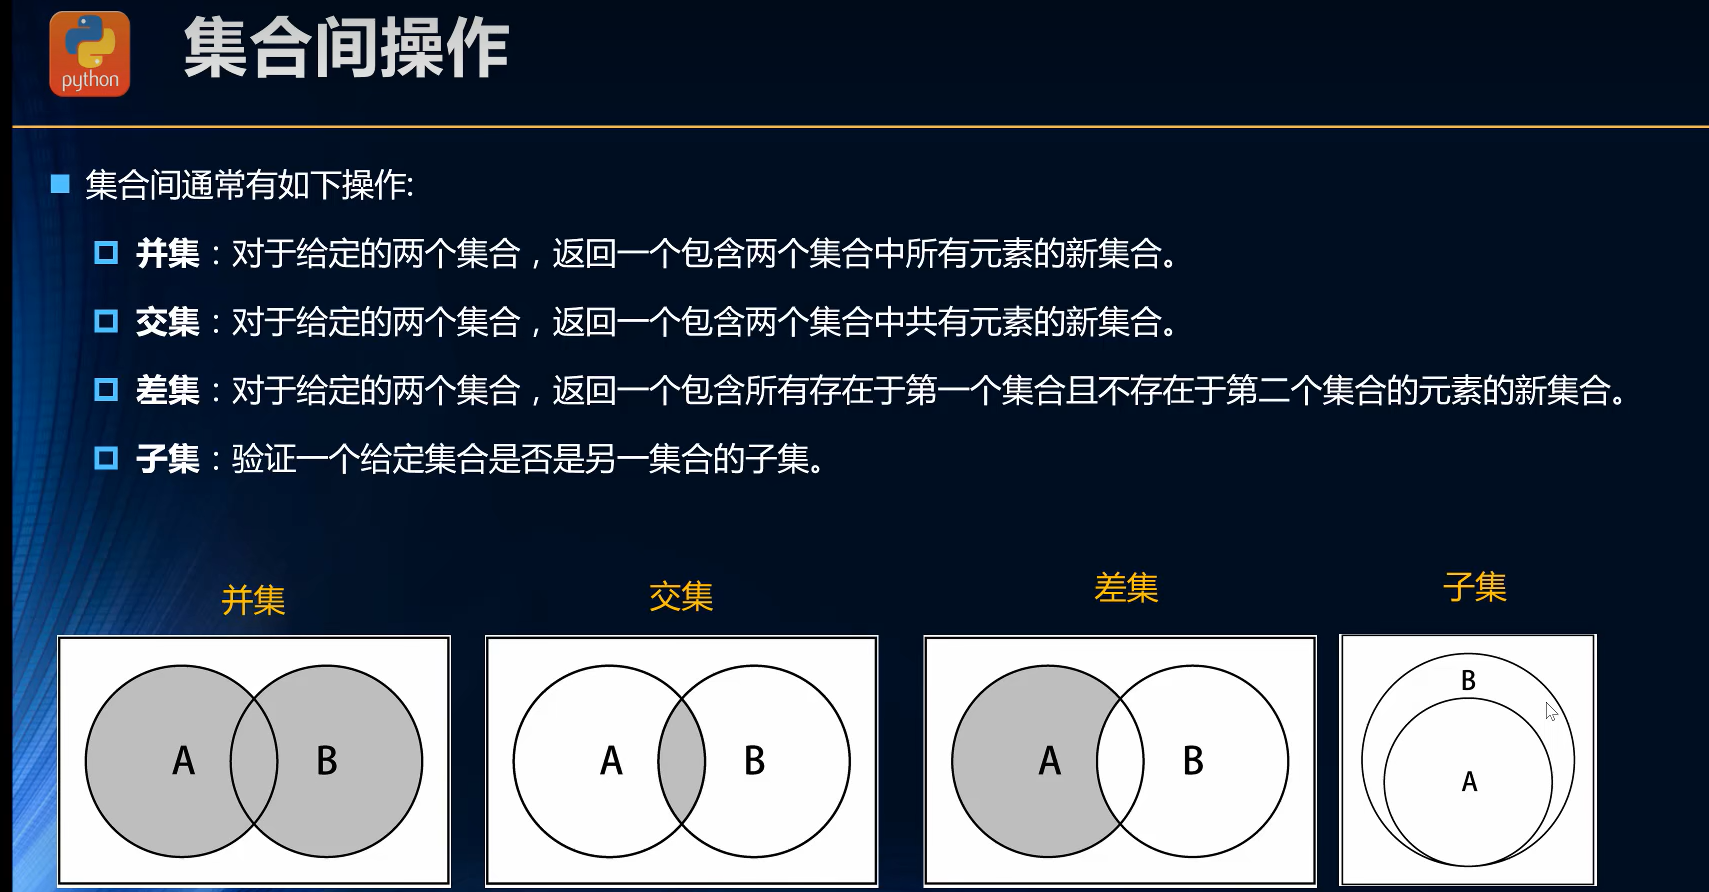 python
集合间操作
集合间通常有如下操作:
并集：对于给定的两个集合，返回一个包含两个集合中所有元素的新集合。
交集：对于给定的两个集合，返回一个包含两个集合中共有元素的新集合。
差集：对于给定的两个集合，返回一个包含所有存在于第一个集合且不存在于第二个集合的元素的新集合。
子集：验证一个给定集合是否是另一集合的子集。
并集
交集
差集
子集
A B
A B
A B
B
A